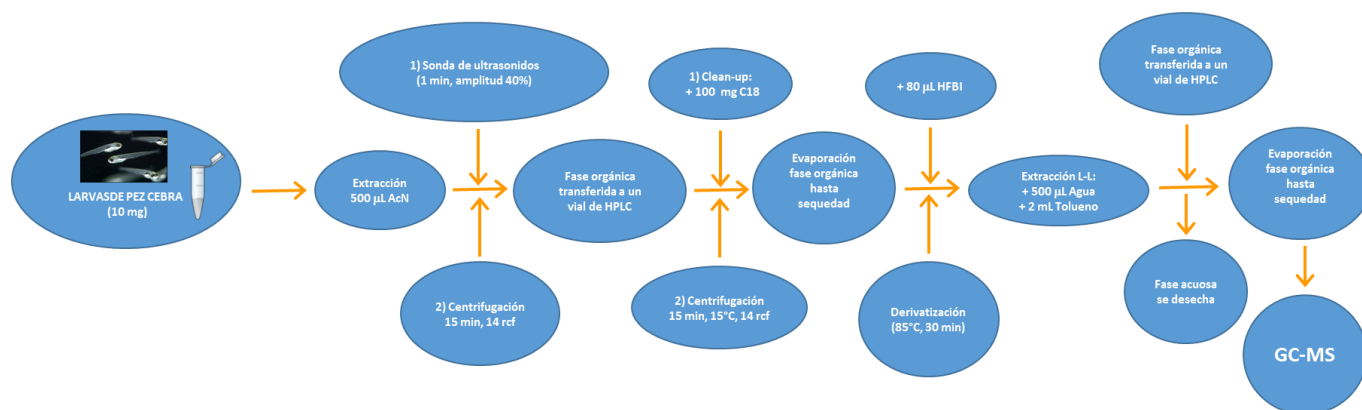 LARVASDE PEZ CEBRA
(10 mg)
Extracción
500 µL AcN
1) Sonda de ultrasonidos
(1 min, amplitud 40%)
2) Centrifugación
15 min, 14 rcf
Fase orgánica
transferida a un
vial de HPLC
1) Clean-up:
+ 100 mg C18
2) Centrifugación
15 min, 15°C, 14 rcf
Evaporación
fase orgánica
hasta
sequedad
+ 80 µL HFBI
Derivatización
(85°C, 30 min)
Extracción L-L:
+ 500 µL Agua
+ 2 mL Tolueno
Fase orgánica
transferida a un
vial de HPLC
Fase acuosa
se desecha
Evaporación
fase orgánica
hasta
sequedad
GC-MS